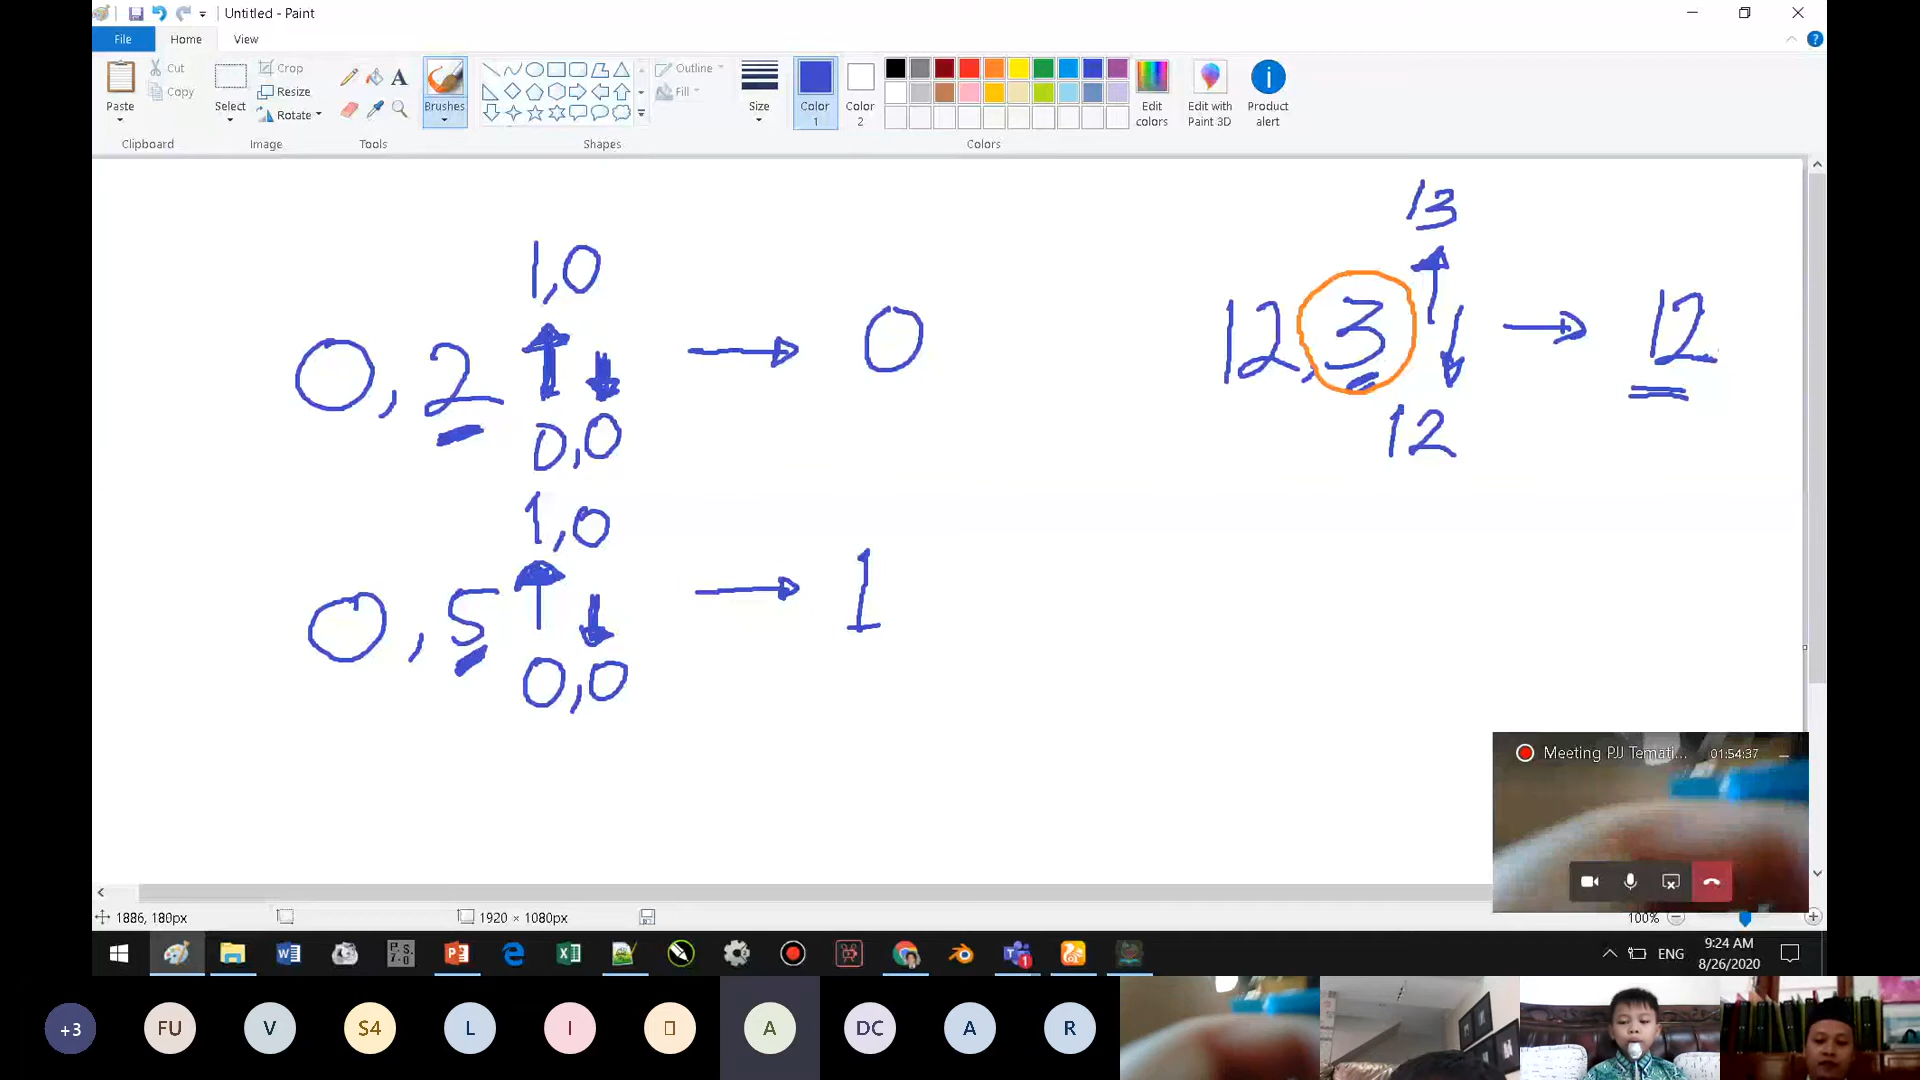 Untitled - Paint
File Home View
Paste
Cut
Copy
Clipboard
Select
Crop
Resize
Rotate
Image
Tools
Brushes
Outline
Fill
Shapes
Size
Color 1
Color 2
Edit colors
Edit with Paint 3D
Product alert
Colors
1,0
0,2
0,0
0
1,0
0,5
0,0
1
13
12,3
12
12
Meeting PJJ Temati... 01:54:37
1886, 180px
1920 × 1080px
100%
P.S.
7.0
1
ENG
9:24 AM
8/26/2020
+3 FU V S4 L I A DC A R